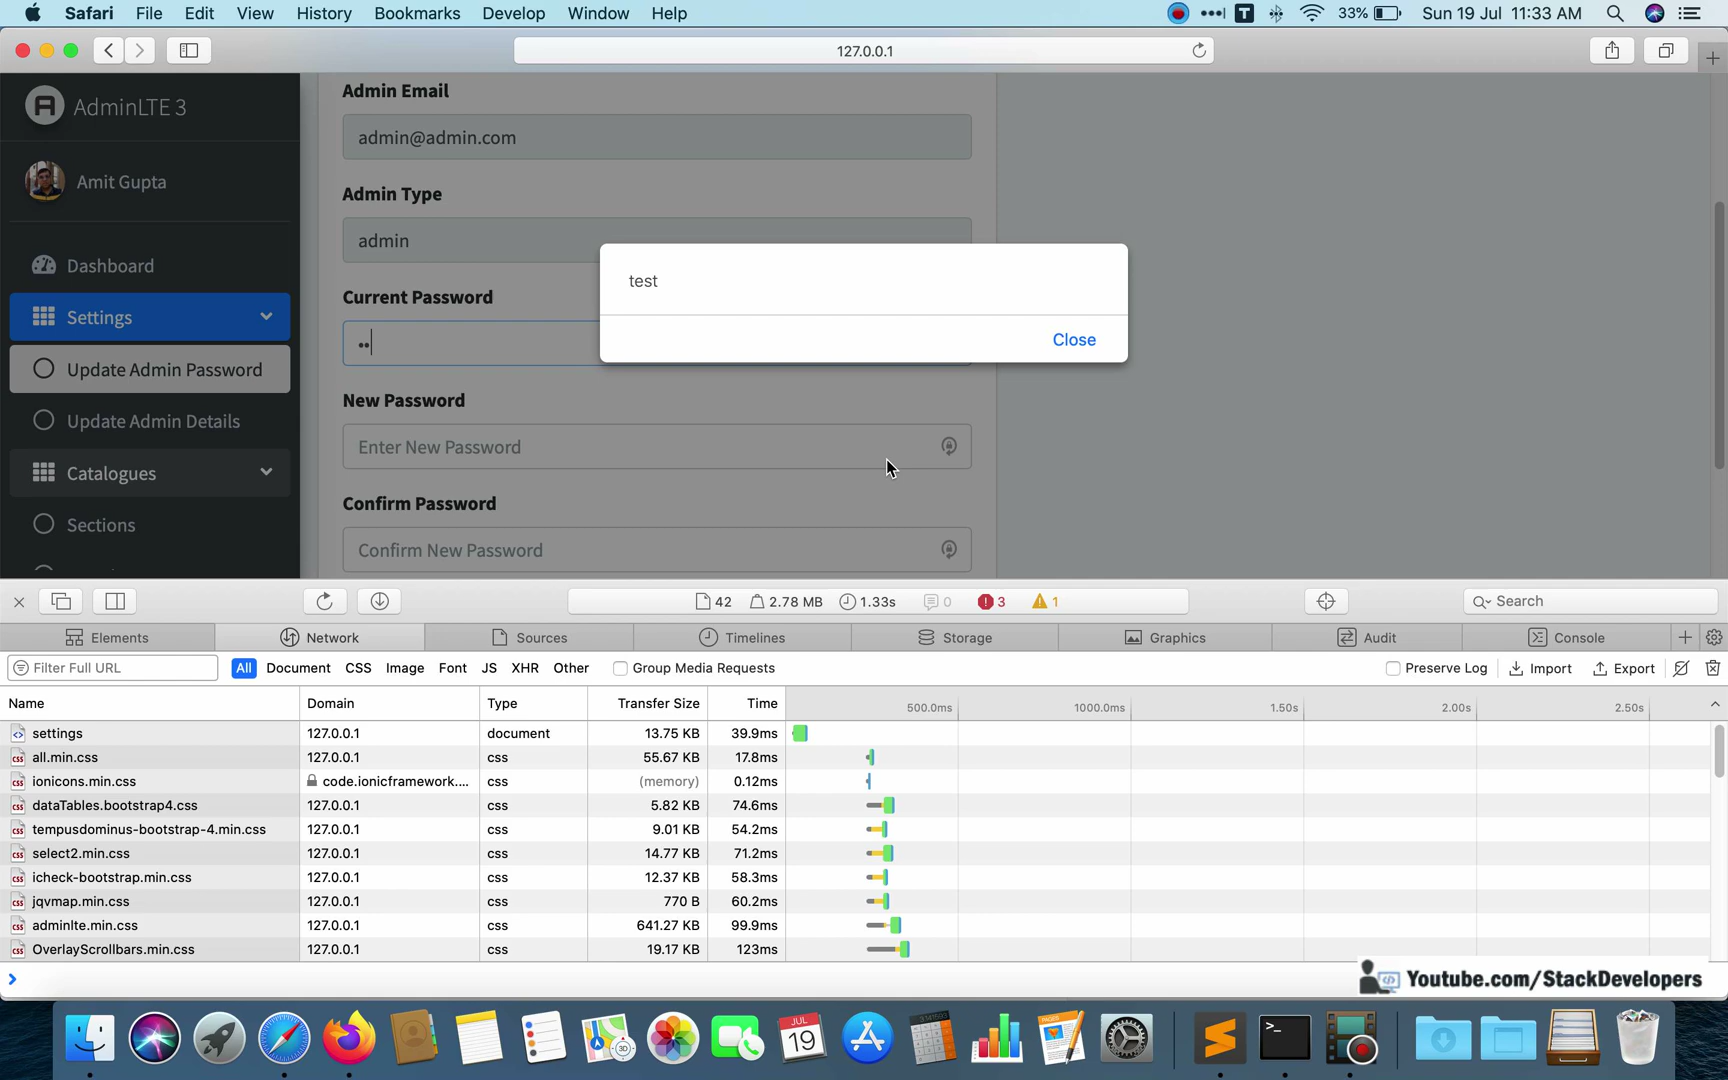 Safari File Edit View History Bookmarks Develop Window Help 33% Sun 19 Jul 11:33 AM
127.0.0.1
AdminLTE 3
Amit Gupta
Dashboard
Settings
Update Admin Password
Update Admin Details
Catalogues
Sections
Admin Email
admin@admin.com
Admin Type
admin
Current Password
••
New Password
Enter New Password
Confirm Password
Confirm New Password
test
Close
42 2.78 MB 1.33s 0 3 1
Search
Elements Network Sources Timelines Storage Graphics Audit Console
Filter Full URL All Document CSS Image Font JS XHR Other Group Media Requests Preserve Log Import Export
Name Domain Type Transfer Size Time 500.0ms 1000.0ms 1.50s 2.00s 2.50s
settings 127.0.0.1 document 13.75 KB 39.9ms
css all.min.css 127.0.0.1 css 55.67 KB 17.8ms
css ionicons.min.css code.ionicframework.... css (memory) 0.12ms
css dataTables.bootstrap4.css 127.0.0.1 css 5.82 KB 74.6ms
css tempusdominus-bootstrap-4.min.css 127.0.0.1 css 9.01 KB 54.2ms
css select2.min.css 127.0.0.1 css 14.77 KB 71.2ms
css icheck-bootstrap.min.css 127.0.0.1 css 12.37 KB 58.3ms
css jqvmap.min.css 127.0.0.1 css 770 B 60.2ms
css adminlte.min.css 127.0.0.1 css 641.27 KB 99.9ms
css OverlayScrollbars.min.css 127.0.0.1 css 19.17 KB 123ms
Youtube.com/StackDevelopers
JUL
19
3D
PAGES